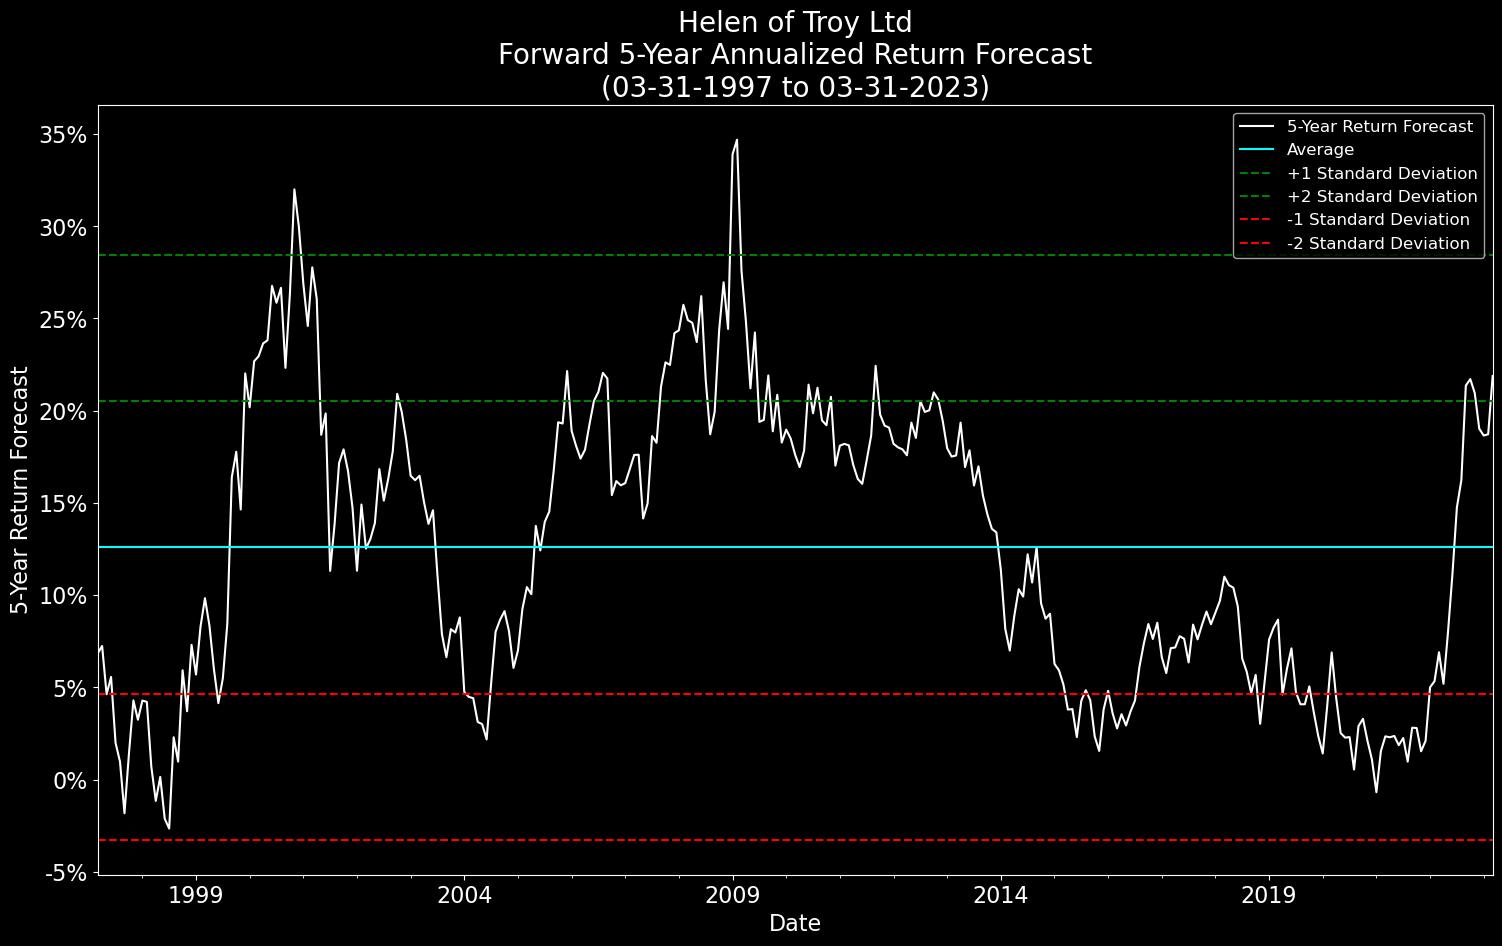 Helen of Troy Ltd
Forward 5-Year Annualized Return Forecast
(03-31-1997 to 03-31-2023)
5-Year Return Forecast
Average
+1 Standard Deviation
+2 Standard Deviation
-1 Standard Deviation
-2 Standard Deviation
35%
30%
25%
20%
15%
10%
5%
0%
-5%
5-Year Return Forecast
1999
2004
2009
2014
2019
Date